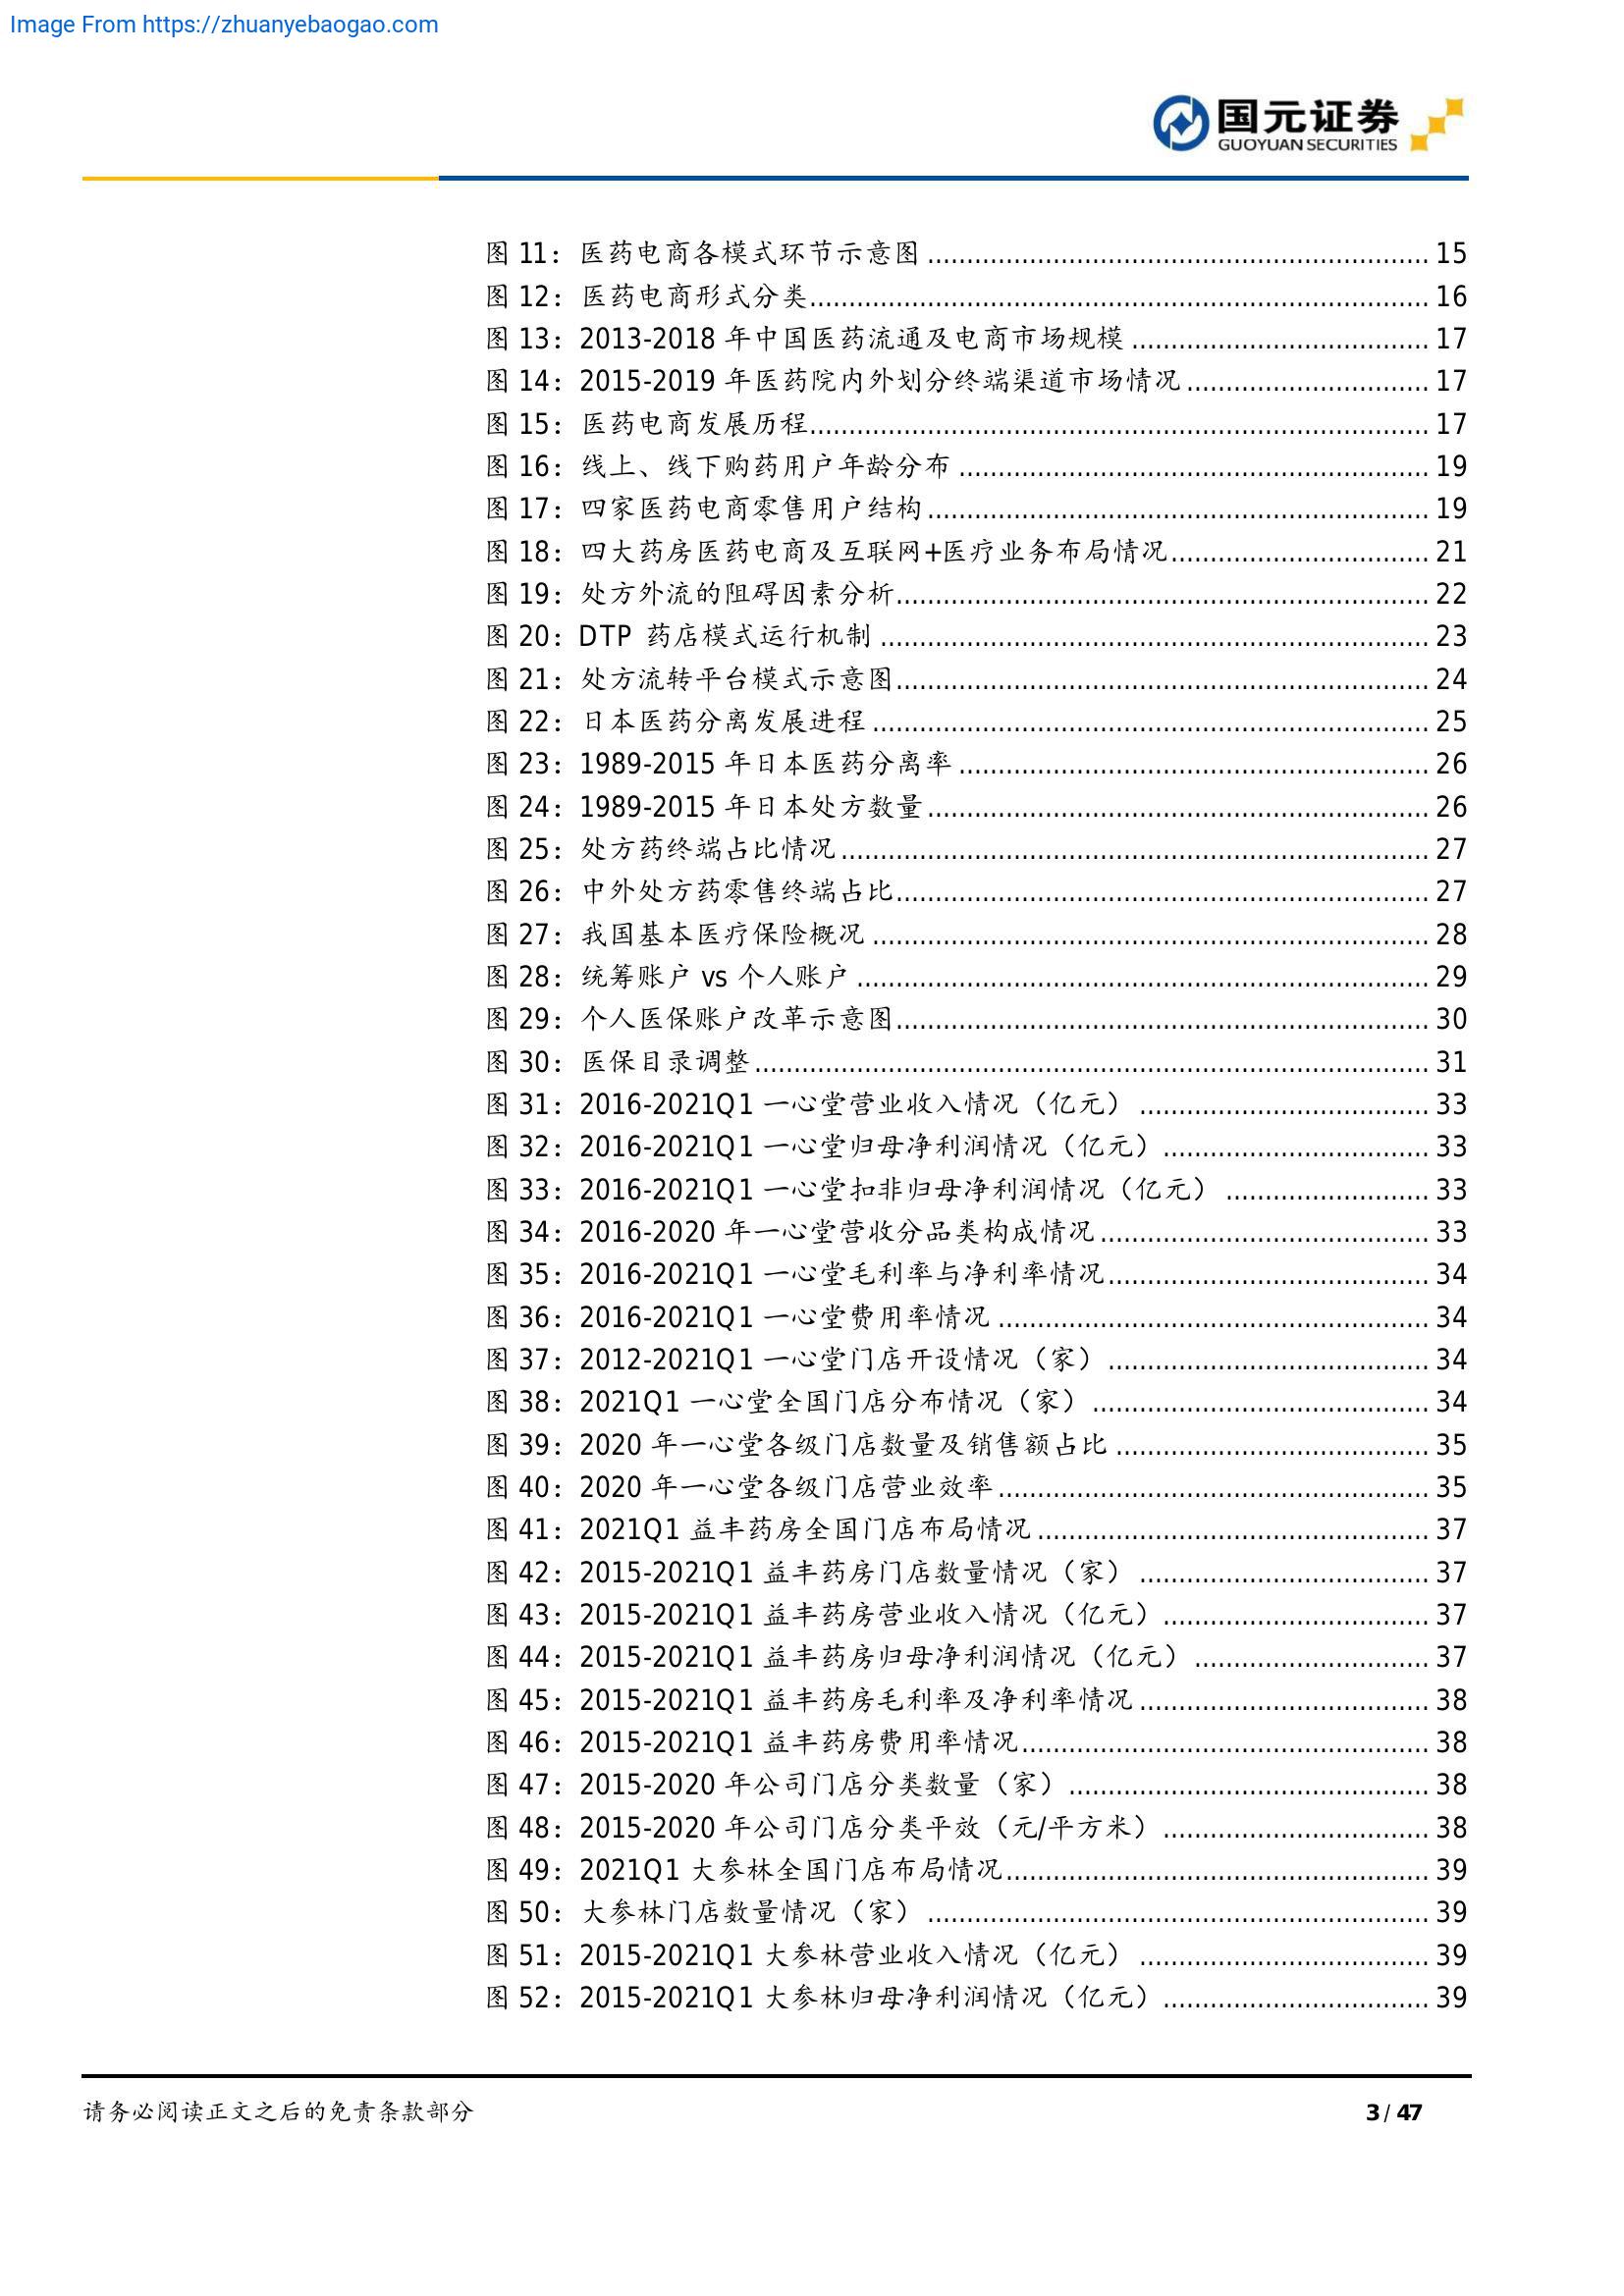 Image From https://zhuanyebaogao.com
国元证券
GUOYUAN SECURITIES
图 11：医药电商各模式环节示意图 ................................................................ 15
图 12：医药电商形式分类............................................................................... 16
图 13：2013-2018 年中国医药流通及电商市场规模 ...................................... 17
图 14：2015-2019 年医药院内外划分终端渠道市场情况............................... 17
图 15：医药电商发展历程............................................................................... 17
图 16：线上、线下购药用户年龄分布 ............................................................ 19
图 17：四家医药电商零售用户结构................................................................ 19
图 18：四大药房医药电商及互联网+医疗业务布局情况................................. 21
图 19：处方外流的阻碍因素分析.................................................................... 22
图 20：DTP 药店模式运行机制 ...................................................................... 23
图 21：处方流转平台模式示意图.................................................................... 24
图 22：日本医药分离发展进程 ....................................................................... 25
图 23：1989-2015 年日本医药分离率 ............................................................ 26
图 24：1989-2015 年日本处方数量................................................................ 26
图 25：处方药终端占比情况........................................................................... 27
图 26：中外处方药零售终端占比.................................................................... 27
图 27：我国基本医疗保险概况 ....................................................................... 28
图 28：统筹账户 vs 个人账户......................................................................... 29
图 29：个人医保账户改革示意图.................................................................... 30
图 30：医保目录调整...................................................................................... 31
图 31：2016-2021Q1 一心堂营业收入情况（亿元） ..................................... 33
图 32：2016-2021Q1 一心堂归母净利润情况（亿元）.................................. 33
图 33：2016-2021Q1 一心堂扣非归母净利润情况（亿元） .......................... 33
图 34：2016-2020 年一心堂营收分品类构成情况.......................................... 33
图 35：2016-2021Q1 一心堂毛利率与净利率情况......................................... 34
图 36：2016-2021Q1 一心堂费用率情况 ....................................................... 34
图 37：2012-2021Q1 一心堂门店开设情况（家）......................................... 34
图 38：2021Q1 一心堂全国门店分布情况（家）........................................... 34
图 39：2020 年一心堂各级门店数量及销售额占比 ........................................ 35
图 40：2020 年一心堂各级门店营业效率....................................................... 35
图 41：2021Q1 益丰药房全国门店布局情况.................................................. 37
图 42：2015-2021Q1 益丰药房门店数量情况（家） ..................................... 37
图 43：2015-2021Q1 益丰药房营业收入情况（亿元）.................................. 37
图 44：2015-2021Q1 益丰药房归母净利润情况（亿元） .............................. 37
图 45：2015-2021Q1 益丰药房毛利率及净利率情况..................................... 38
图 46：2015-2021Q1 益丰药房费用率情况.................................................... 38
图 47：2015-2020 年公司门店分类数量（家）.............................................. 38
图 48：2015-2020 年公司门店分类平效（元/平方米）.................................. 38
图 49：2021Q1 大参林全国门店布局情况...................................................... 39
图 50：大参林门店数量情况（家） ................................................................ 39
图 51：2015-2021Q1 大参林营业收入情况（亿元） ..................................... 39
图 52：2015-2021Q1 大参林归母净利润情况（亿元）.................................. 39
请务必阅读正文之后的免责条款部分
3 / 47